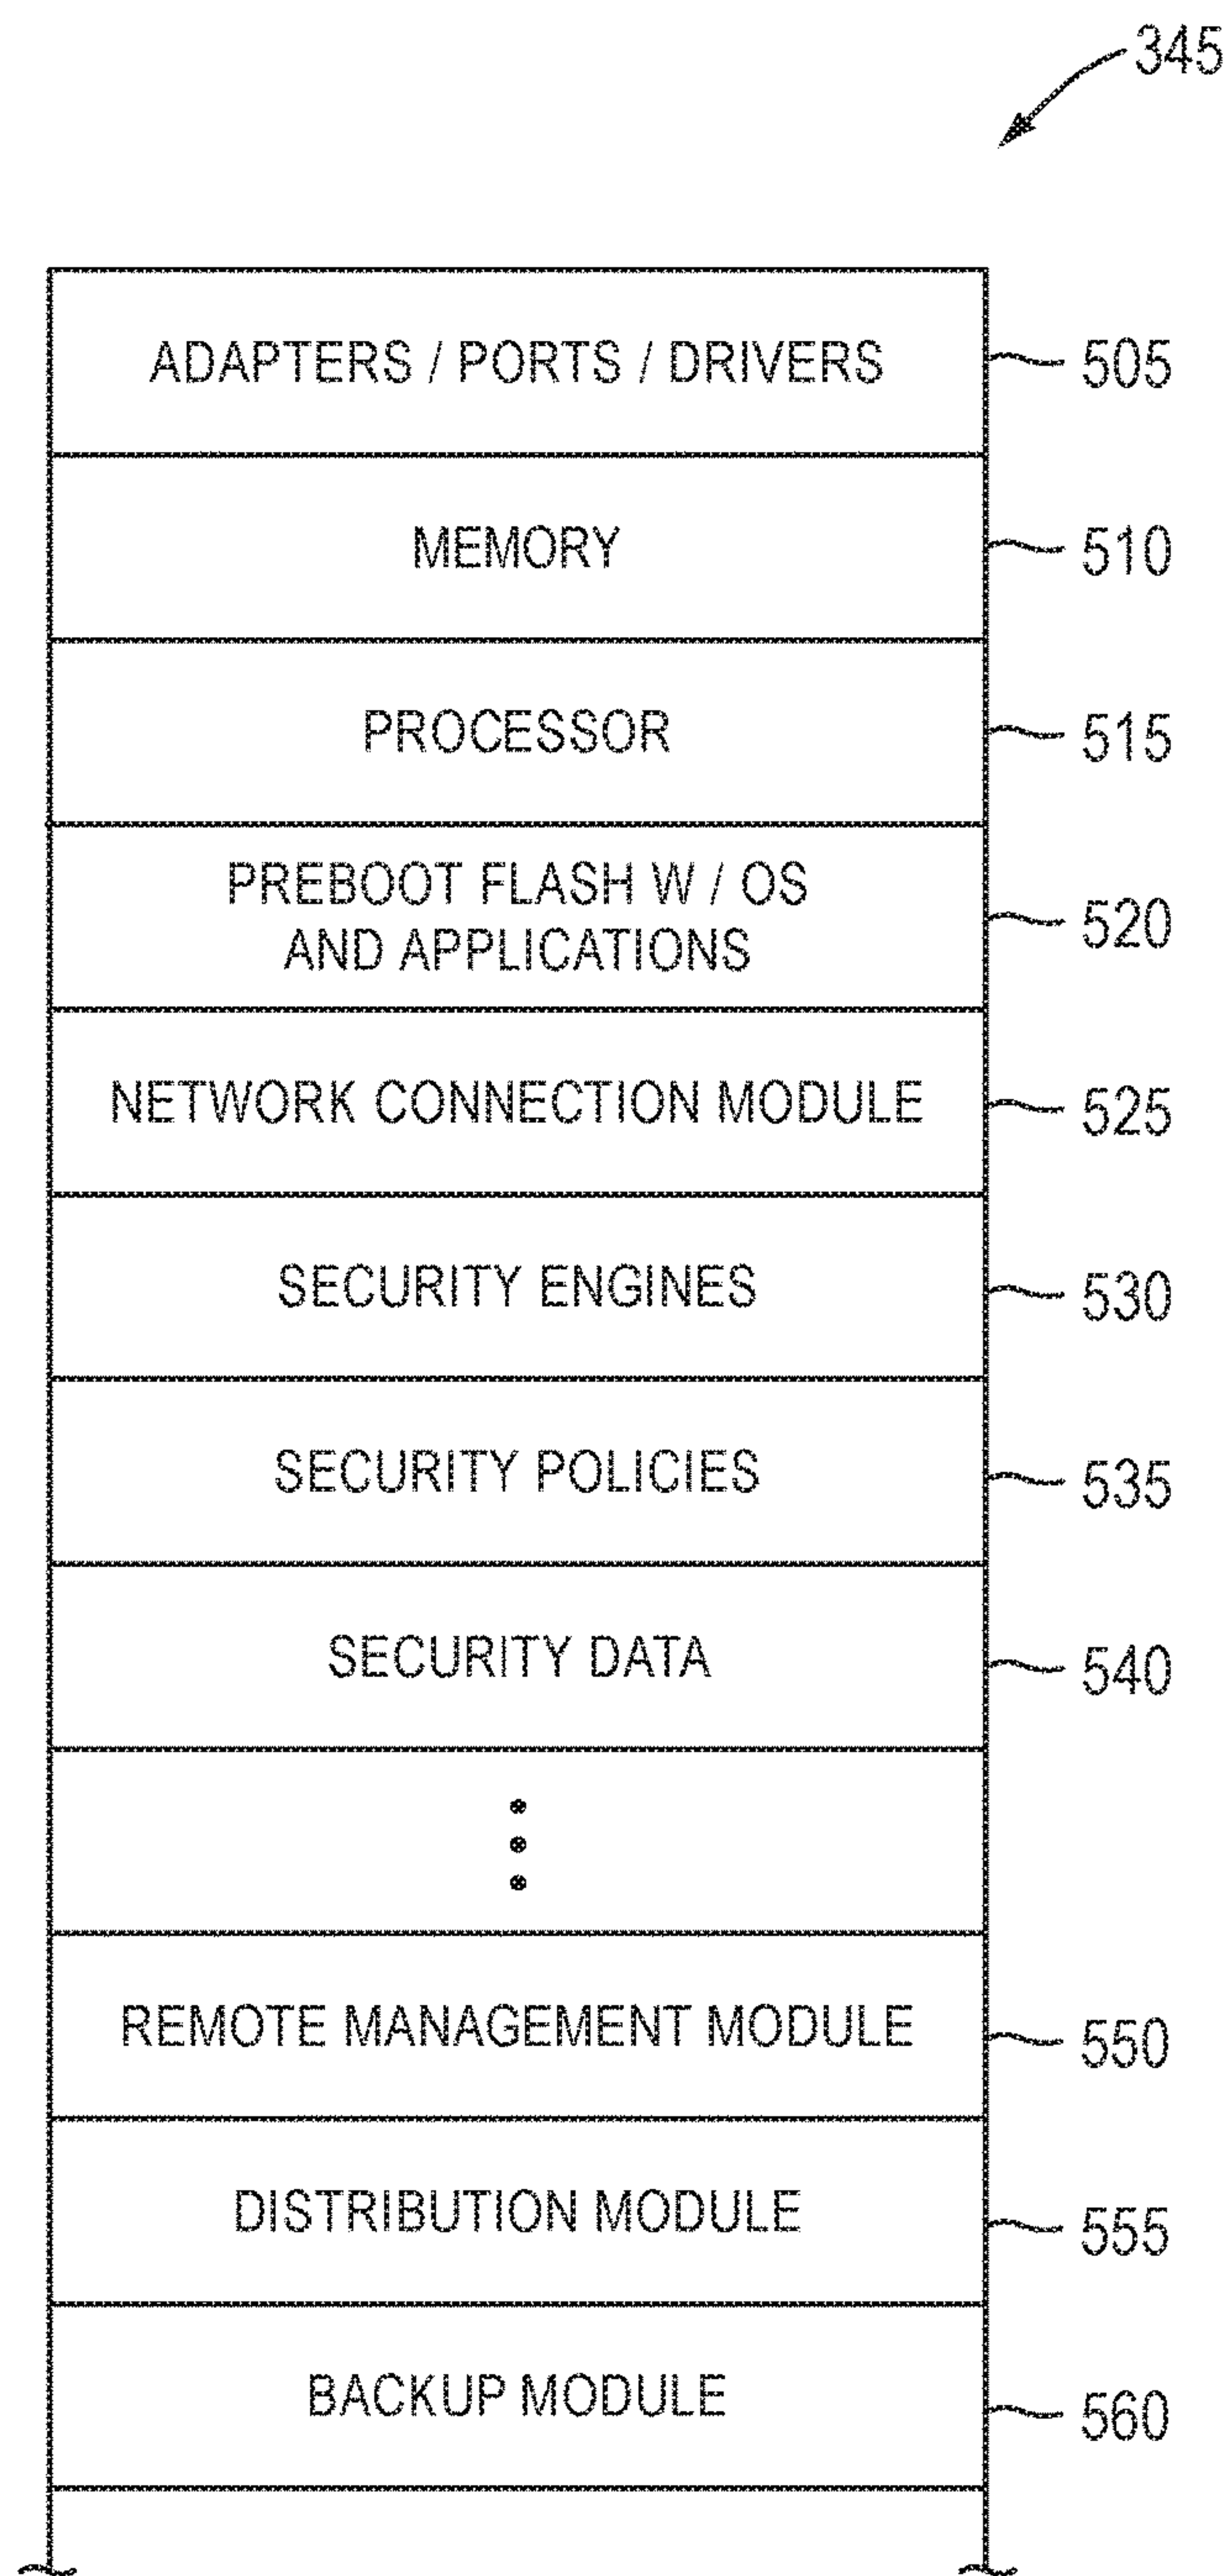 345
ADAPTERS / PORTS / DRIVERS 505
MEMORY 510
PROCESSOR 515
PREBOOT FLASH W / OS
AND APPLICATIONS 520
NETWORK CONNECTION MODULE 525
SECURITY ENGINES 530
SECURITY POLICIES 535
SECURITY DATA 540
REMOTE MANAGEMENT MODULE 550
DISTRIBUTION MODULE 555
BACKUP MODULE 560